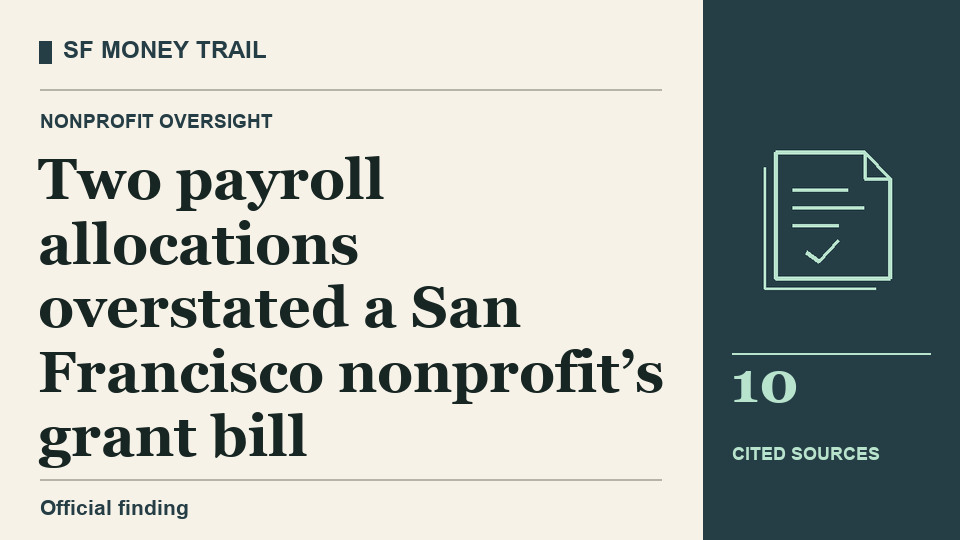 SF MONEY TRAIL
NONPROFIT OVERSIGHT
Two payroll
allocations
overstated a San
Francisco nonprofit’s
grant bill
Official finding
10
CITED SOURCES